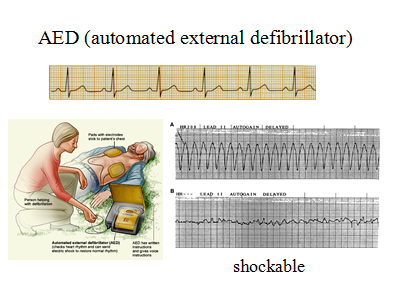 AED (automated external defibrillator)
Pads with electrodes
stick to patient's chest
Person helping
with defibrillation
Automated external defibrillator (AED)
(checks heart rhythm and can send
electric shock to restore normal rhythm)
AED has written
instructions
and gives voice
instructions
A
LEAD II AUTOGAIN DELAYED
B
LEAD II AUTOGAIN DELAYED
shockable